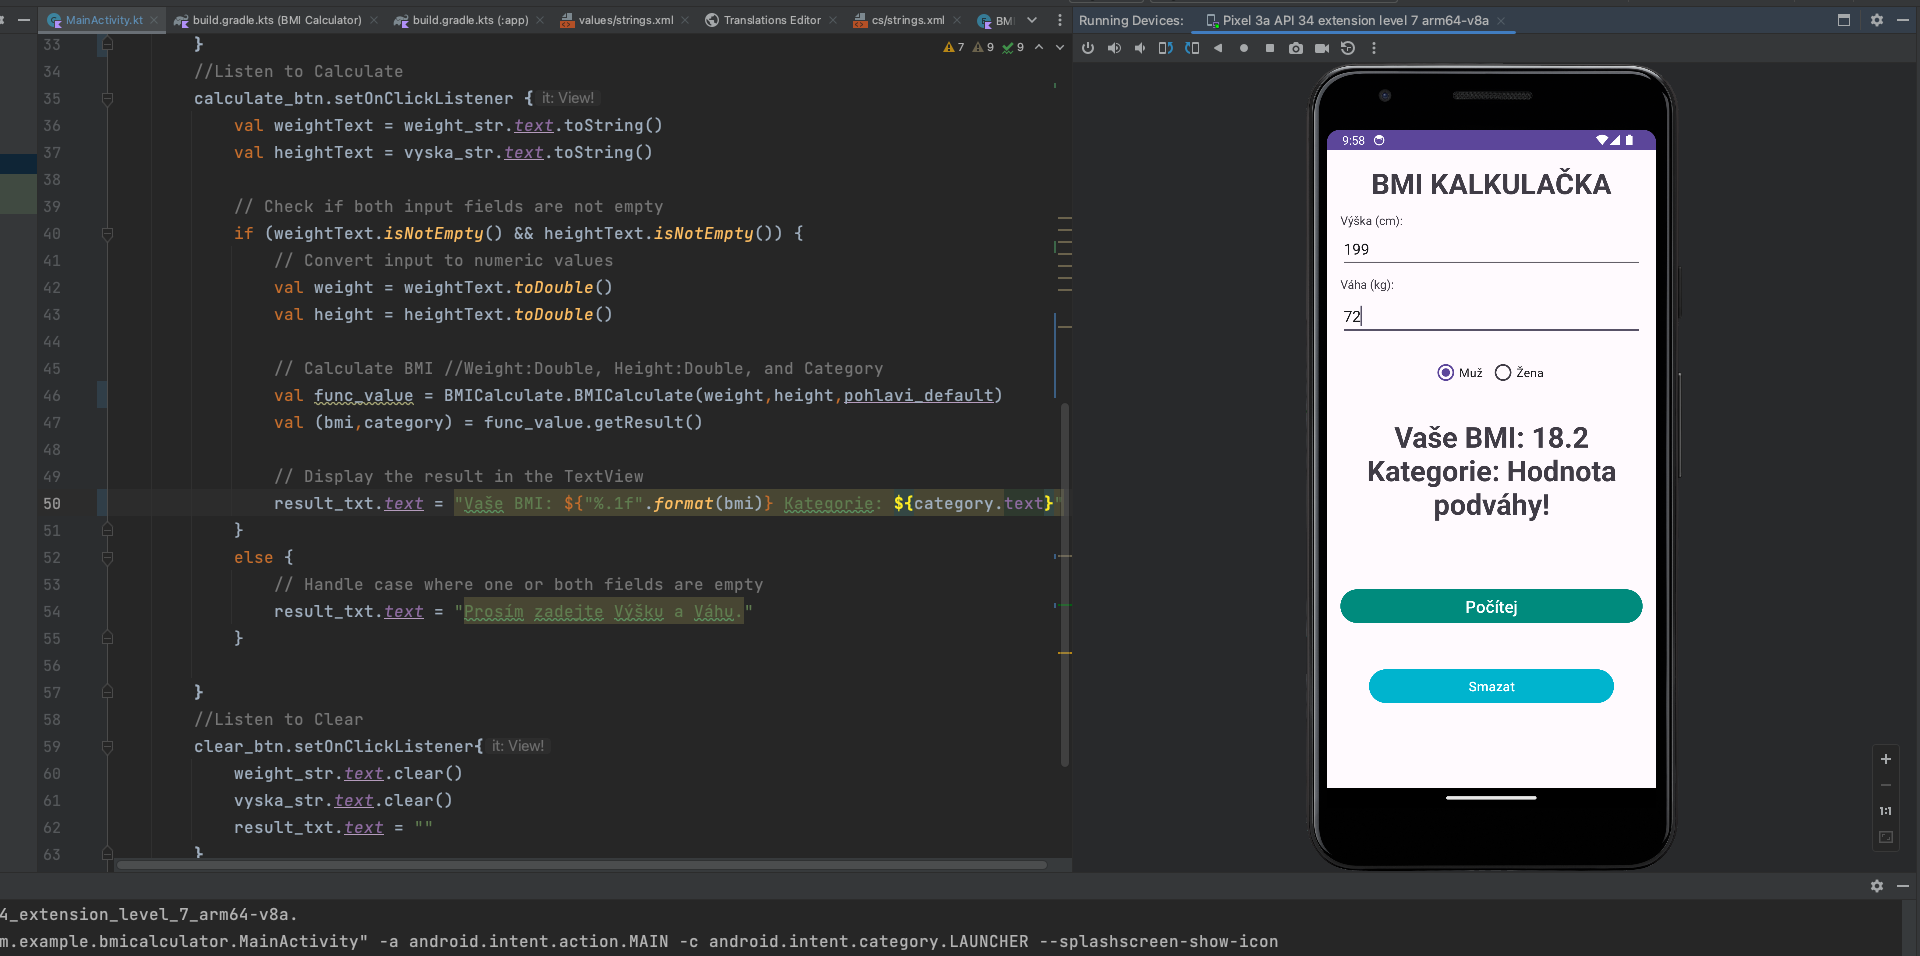 MainActivity.kt
build.gradle.kts (BMI Calculator)
build.gradle.kts (:app)
values/strings.xml
Translations Editor
cs/strings.xml
BMI
Running Devices:
Pixel 3a API 34 extension level 7 arm64-v8a
7 9 9
33 }
34 //Listen to Calculate
35 calculate_btn.setOnClickListener { it: View!
36 val weightText = weight_str.text.toString()
37 val heightText = vyska_str.text.toString()
38
39 // Check if both input fields are not empty
40 if (weightText.isNotEmpty() && heightText.isNotEmpty()) {
41 // Convert input to numeric values
42 val weight = weightText.toDouble()
43 val height = heightText.toDouble()
44
45 // Calculate BMI //Weight:Double, Height:Double, and Category
46 val func_value = BMICalculate.BMICalculate(weight,height,pohlavi_default)
47 val (bmi,category) = func_value.getResult()
48
49 // Display the result in the TextView
50 result_txt.text = "Vaše BMI: ${"%.1f".format(bmi)} Kategorie: ${category.text}"
51 }
52 else {
53 // Handle case where one or both fields are empty
54 result_txt.text = "Prosím zadejte Výšku a Váhu."
55 }
56
57 }
58 //Listen to Clear
59 clear_btn.setOnClickListener{ it: View!
60 weight_str.text.clear()
61 vyska_str.text.clear()
62 result_txt.text = ""
63 }
9:58
BMI KALKULAČKA
Výška (cm):
199
Váha (kg):
72
Muž
Žena
Vaše BMI: 18.2
Kategorie: Hodnota
podváhy!
Počítej
Smazat
1:1
4_extension_level_7_arm64-v8a.
m.example.bmicalculator.MainActivity" -a android.intent.action.MAIN -c android.intent.category.LAUNCHER --splashscreen-show-icon